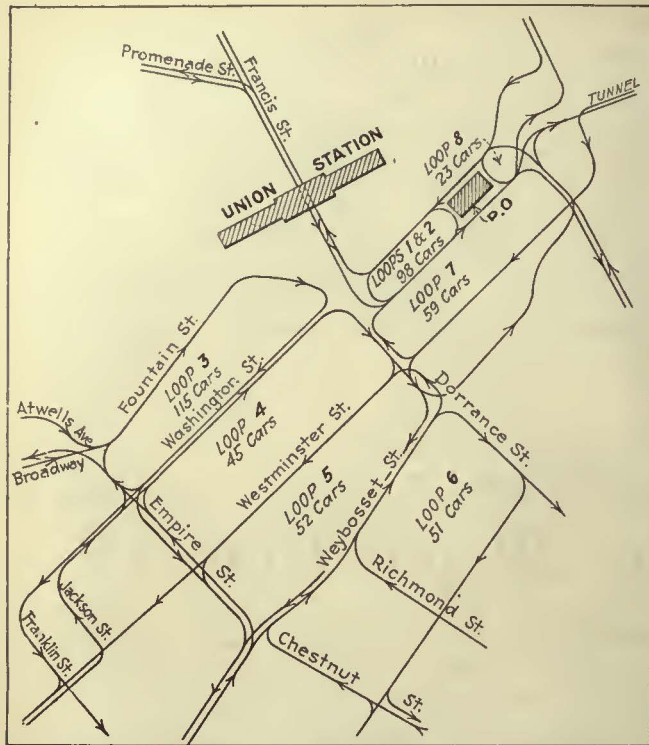 Promenade St.
Francis St.
TUNNEL
UNION STATION
LOOP 8
23 Cars.
P.O
LOOPS 1 & 2
98 Cars
LOOP 7
59 Cars
Fountain St.
LOOP 3
115 Cars
Washington. St.
Atwells Ave.
Broadway
LOOP 4
45 Cars
Westminster St.
Dorrance St.
LOOP 5
52 Cars
Weybosset St.
LOOP 6
51 Cars
Empire St.
Richmond St.
Jackson St.
Franklin St.
Chestnut St.